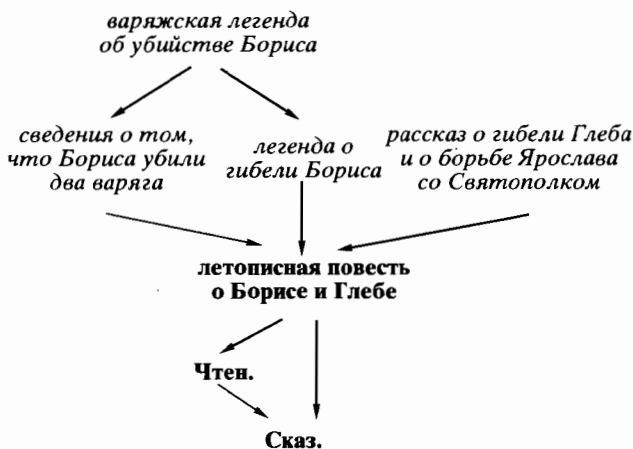 варяжская легенда
об убийстве Бориса
сведения о том,
что Бориса убили
два варяга
легенда о
гибели Бориса
рассказ о гибели Глеба
и о борьбе Ярослава
со Святополком
летописная повесть
о Борисе и Глебе
Чтен.
Сказ.